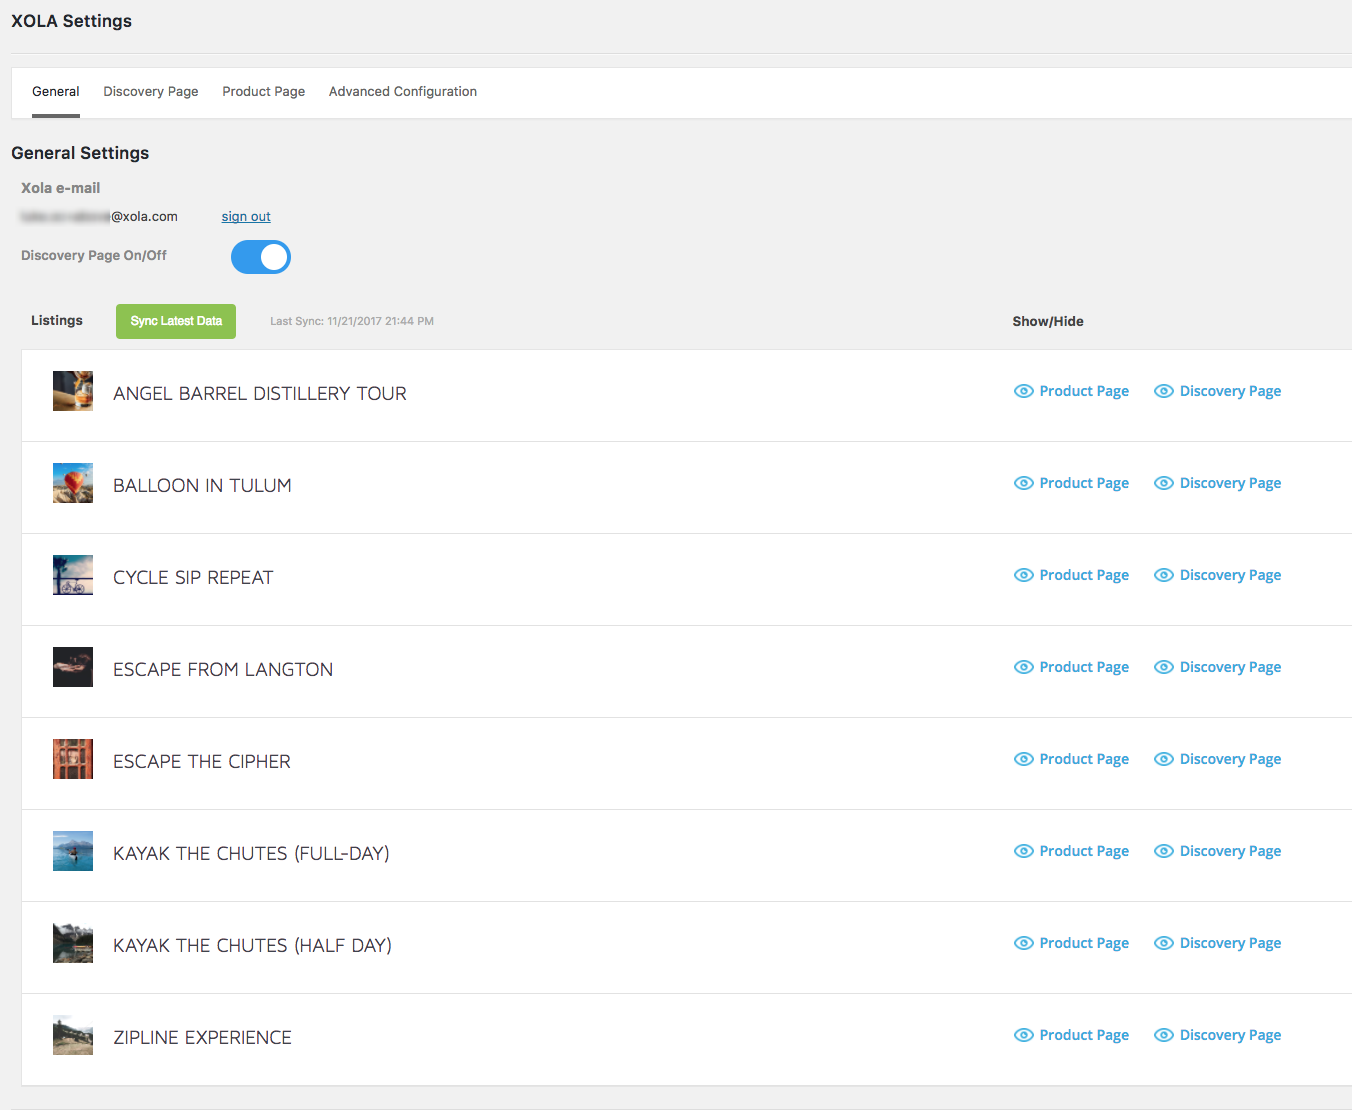 XOLA Settings
General Discovery Page Product Page Advanced Configuration
General Settings
Xola e-mail
@xola.com sign out
Discovery Page On/Off
Listings Sync Latest Data Last Sync: 11/21/2017 21:44 PM Show/Hide
ANGEL BARREL DISTILLERY TOUR Product Page Discovery Page
BALLOON IN TULUM Product Page Discovery Page
CYCLE SIP REPEAT Product Page Discovery Page
ESCAPE FROM LANGTON Product Page Discovery Page
ESCAPE THE CIPHER Product Page Discovery Page
KAYAK THE CHUTES (FULL-DAY) Product Page Discovery Page
KAYAK THE CHUTES (HALF DAY) Product Page Discovery Page
ZIPLINE EXPERIENCE Product Page Discovery Page